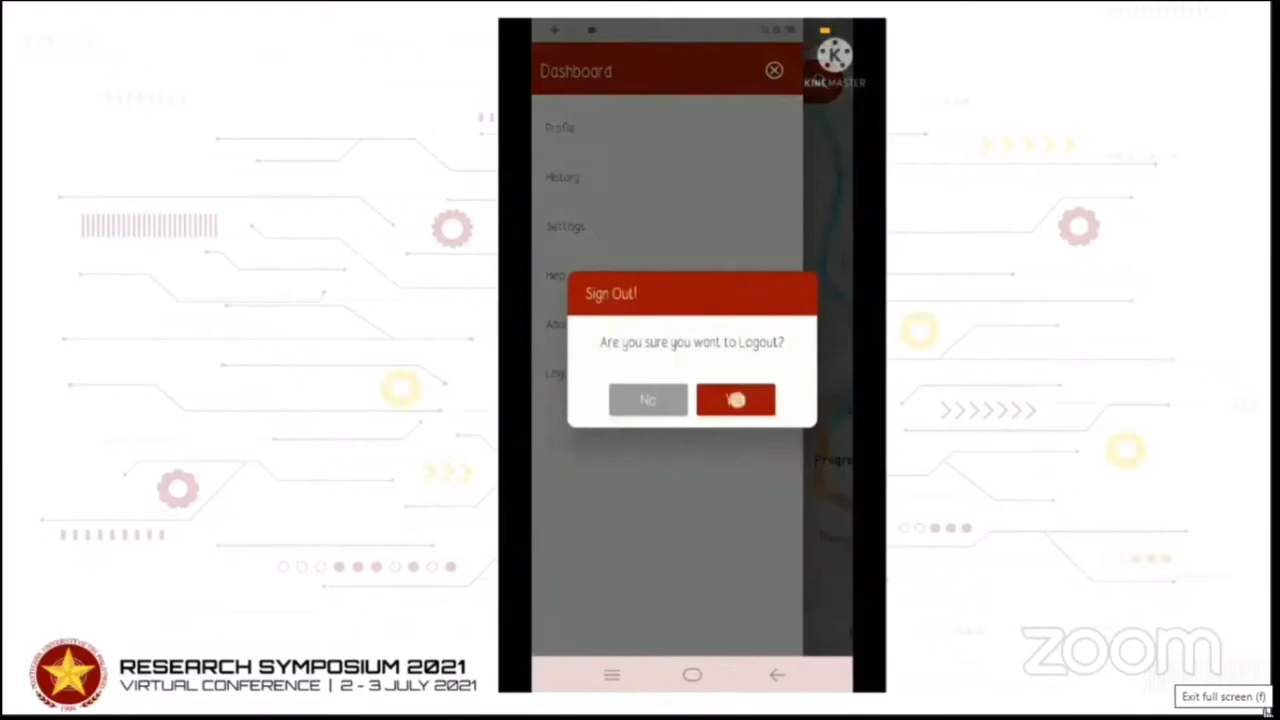 KINEMASTER
Dashboard
Profile
History
Settings
Sign Out!
Are you sure you want to Logout?
No
RESEARCH SYMPOSIUM 2021
VIRTUAL CONFERENCE | 2 - 3 JULY 2021
zoom
Exit full screen (f)